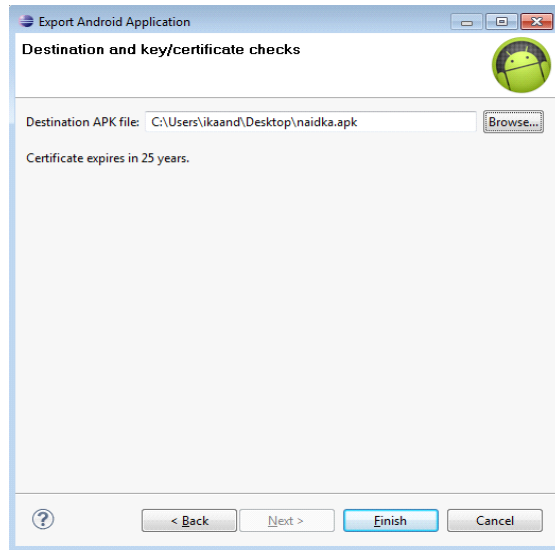 Export Android Application
Destination and key/certificate checks
Destination APK file: C:\Users\ikaand\Desktop\naidka.apk Browse...
Certificate expires in 25 years.
? < Back Next > Finish Cancel